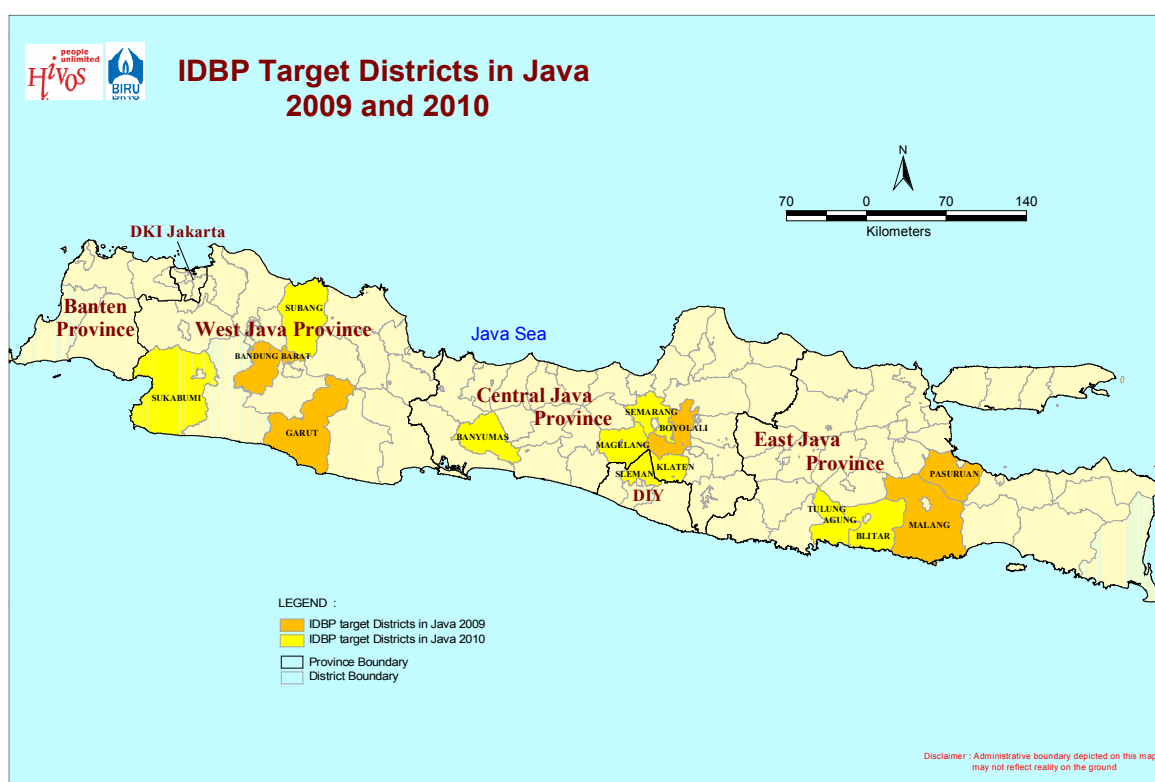 people
unlimited
Hivos
BIRU
IDBP Target Districts in Java
2009 and 2010
N
70 0 70 140
Kilometers
DKI Jakarta
Banten
Province
SUBANG
West Java Province
Java Sea
BANDUNG BARAT
SUKABUMI
GARUT
Central Java
Province
SEMARANG
BOYOLALI
BANYUMAS
MAGELANG
SLEMAN
KLATEN
DIY
East Java
Province
PASURUAN
TULUNG
AGUNG
MALANG
BLITAR
LEGEND :
IDBP target Districts in Java 2009
IDBP target Districts in Java 2010
Province Boundary
District Boundary
Disclaimer : Administrative boundary depicted on this map
may not reflect reality on the ground